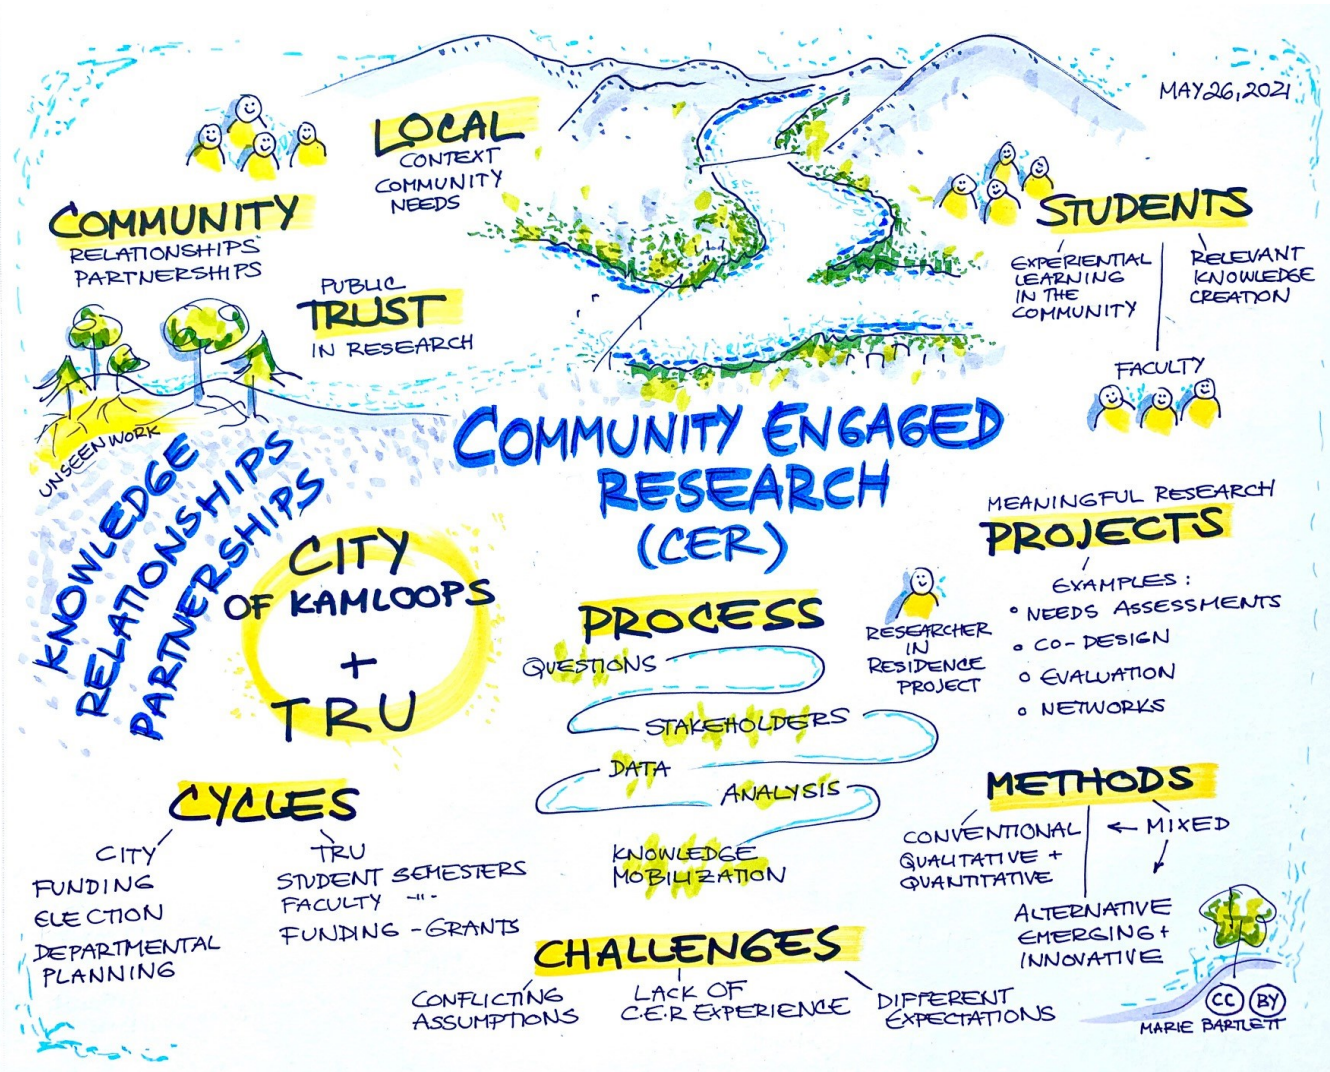 MAY 26, 2021
LOCAL
CONTEXT
COMMUNITY
NEEDS
COMMUNITY
RELATIONSHIPS
PARTNERSHIPS
PUBLIC
TRUST
IN RESEARCH
STUDENTS
EXPERIENTIAL
LEARNING
IN THE
COMMUNITY
RELEVANT
KNOWLEDGE
CREATION
FACULTY
UNSEEN WORK
KNOWLEDGE
RELATIONSHIPS
PARTNERSHIPS
COMMUNITY ENGAGED
RESEARCH
(CER)
CITY
OF KAMLOOPS
+
TRU
MEANINGFUL RESEARCH
PROJECTS
EXAMPLES:
° NEEDS ASSESSMENTS
° CO-DESIGN
° EVALUATION
° NETWORKS
RESEARCHER
IN
RESIDENCE
PROJECT
PROCESS
QUESTIONS
STAKEHOLDERS
DATA
ANALYSIS
KNOWLEDGE
MOBILIZATION
CYCLES
CITY
FUNDING
ELECTION
DEPARTMENTAL
PLANNING
TRU
STUDENT SEMESTERS
FACULTY -"-
FUNDING - GRANTS
METHODS
CONVENTIONAL
QUALITATIVE +
QUANTITATIVE
← MIXED
ALTERNATIVE
EMERGING +
INNOVATIVE
CHALLENGES
CONFLICTING
ASSUMPTIONS
LACK OF
C.E.R EXPERIENCE
DIFFERENT
EXPECTATIONS
CC BY
MARIE BARTLETT